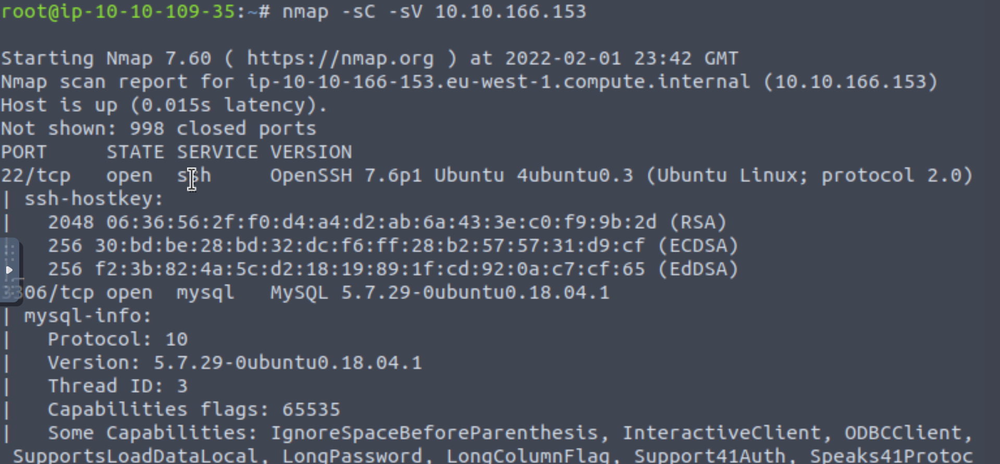 root@ip-10-10-109-35:~# nmap -sC -sV 10.10.166.153
Starting Nmap 7.60 ( https://nmap.org ) at 2022-02-01 23:42 GMT
Nmap scan report for ip-10-10-166-153.eu-west-1.compute.internal (10.10.166.153)
Host is up (0.015s latency).
Not shown: 998 closed ports
PORT     STATE SERVICE VERSION
22/tcp   open  ssh     OpenSSH 7.6p1 Ubuntu 4ubuntu0.3 (Ubuntu Linux; protocol 2.0)
| ssh-hostkey:
|   2048 06:36:56:2f:f0:d4:a4:d2:ab:6a:43:3e:c0:f9:9b:2d (RSA)
|   256 30:bd:be:28:bd:32:dc:f6:ff:28:b2:57:57:31:d9:cf (ECDSA)
|_  256 f2:3b:82:4a:5c:d2:18:19:89:1f:cd:92:0a:c7:cf:65 (EdDSA)
3306/tcp open  mysql   MySQL 5.7.29-0ubuntu0.18.04.1
| mysql-info:
|   Protocol: 10
|   Version: 5.7.29-0ubuntu0.18.04.1
|   Thread ID: 3
|   Capabilities flags: 65535
|   Some Capabilities: IgnoreSpaceBeforeParenthesis, InteractiveClient, ODBCClient,
 SupportsLoadDataLocal, LongPassword, LongColumnFlag, Support41Auth, Speaks41Protoc